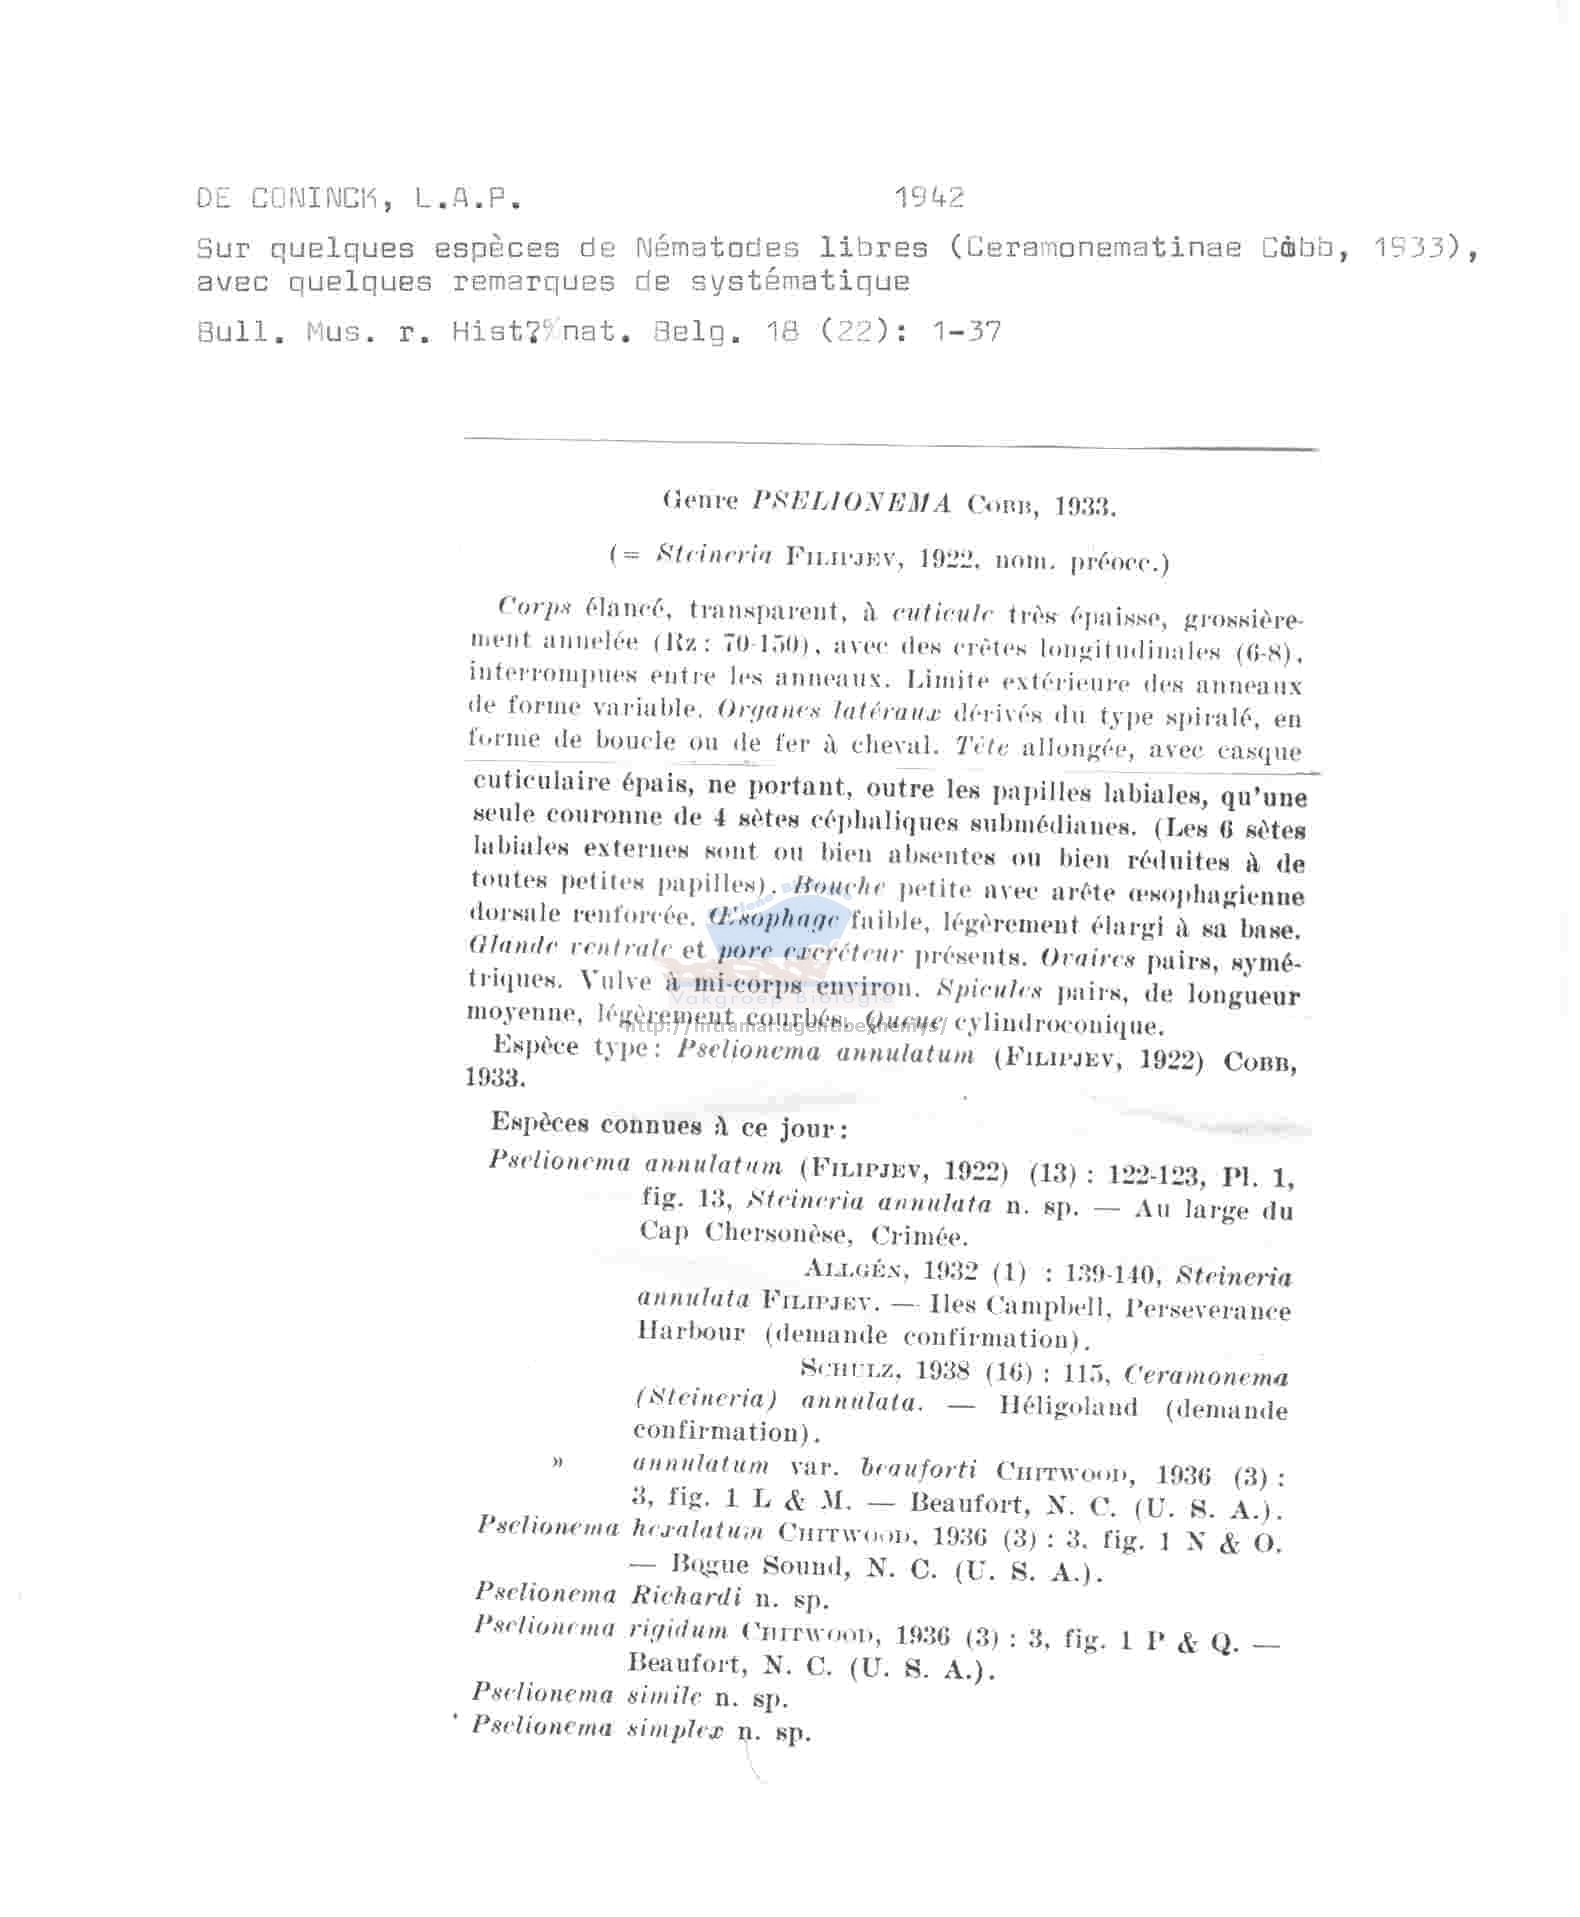 DE CONINCK, L.A.P. 1942
Sur quelques espèces de Nématodes libres (Ceramonematinae Cobb, 1933),
avec quelques remarques de systématique
Bull. Mus. r. Hist? nat. Belg. 18 (22): 1-37
Genre PSELIONEMA COBB, 1933.
(= Steineria FILIPJEV, 1922, nom. préocc.)
Corps élancé, transparent, à cuticule très épaisse, grossière-
ment annelée (Rz : 70-150), avec des crêtes longitudinales (6-8),
interrompues entre les anneaux. Limite extérieure des anneaux
de forme variable. Organes latéraux dérivés du type spiralé, en
forme de boucle ou de fer à cheval. Tête allongée, avec casque
cuticulaire épais, ne portant, outre les papilles labiales, qu'une
seule couronne de 4 sètes céphaliques submédianes. (Les 6 sètes
labiales externes sont ou bien absentes ou bien réduites à de
toutes petites papilles). Bouche petite avec arête œsophagienne
dorsale renforcée. Œsophage faible, légèrement élargi à sa base.
Glande ventrale et pore excréteur présents. Ovaires pairs, symé-
triques. Vulve à mi-corps environ. Spicules pairs, de longueur
Vakgroep Biologie
moyenne, légèrement courbés. Queue cylindroconique.
Espèce type : Pselionema annulatum (FILIPJEV, 1922) COBB,
1933.
Espèces connues à ce jour :
Pselionema annulatum (FILIPJEV, 1922) (13) : 122-123, Pl. 1,
fig. 13, Steineria annulata n. sp. — Au large du
Cap Chersonèse, Crimée.
ALLGÉN, 1932 (1) : 139-140, Steineria
annulata FILIPJEV. — Iles Campbell, Perseverance
Harbour (demande confirmation).
SCHULZ, 1938 (16) : 115, Ceramonema
(Steineria) annulata. — Héligoland (demande
confirmation).
» annulatum var. beauforti CHITWOOD, 1936 (3) :
3, fig. 1 L & M. — Beaufort, N. C. (U. S. A.).
Pselionema hexalatum CHITWOOD, 1936 (3) : 3, fig. 1 N & O.
— Bogue Sound, N. C. (U. S. A.).
Pselionema Richardi n. sp.
Pselionema rigidum CHITWOOD, 1936 (3) : 3, fig. 1 P & Q. —
Beaufort, N. C. (U. S. A.).
Pselionema simile n. sp.
Pselionema simplex n. sp.